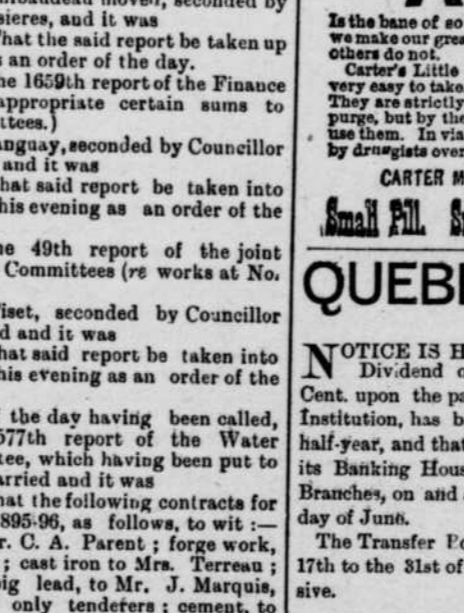 sieres, and it was
hat the said report be taken up
an order of the day.
he 1659th report of the Finance
appropriate certain sums to
ttees.)
anguay, seconded by Councillor
and it was
hat said report be taken into
his evening as an order of the
he 49th report of the joint
Committees (re works at No.
iset, seconded by Councillor
d and it was
hat said report be taken into
his evening as an order of the
the day having been called,
577th report of the Water
tee, which having been put to
arried and it was
hat the following contracts for
895-96, as follows, to wit :—
r. C. A. Parent ; forge work,
; cast iron to Mrs. Terreau ;
pig lead, to Mr. J. Marquis,
only tenders ; cement, to
Is the bane of so
we make our grea
others do not.
Carter's Little
very easy to take
They are strictly
purge, but by the
use them. In via
by druggists over
CARTER M
Small Pill. S
QUEB
NOTICE IS H
Dividend o
Cent. upon the pa
Institution, has b
half-year, and that
its Banking Hous
Branches, on and
day of June.
The Transfer Bo
17th to the 31st of
sive.